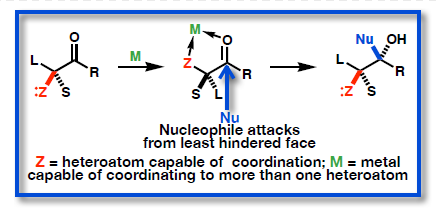 O
L
R
:Z
S
M
M
O
Z
R
S
L
Nu
Nu
OH
L
R
:Z
S
Nucleophile attacks
from least hindered face
Z = heteroatom capable of coordination; M = metal
capable of coordinating to more than one heteroatom